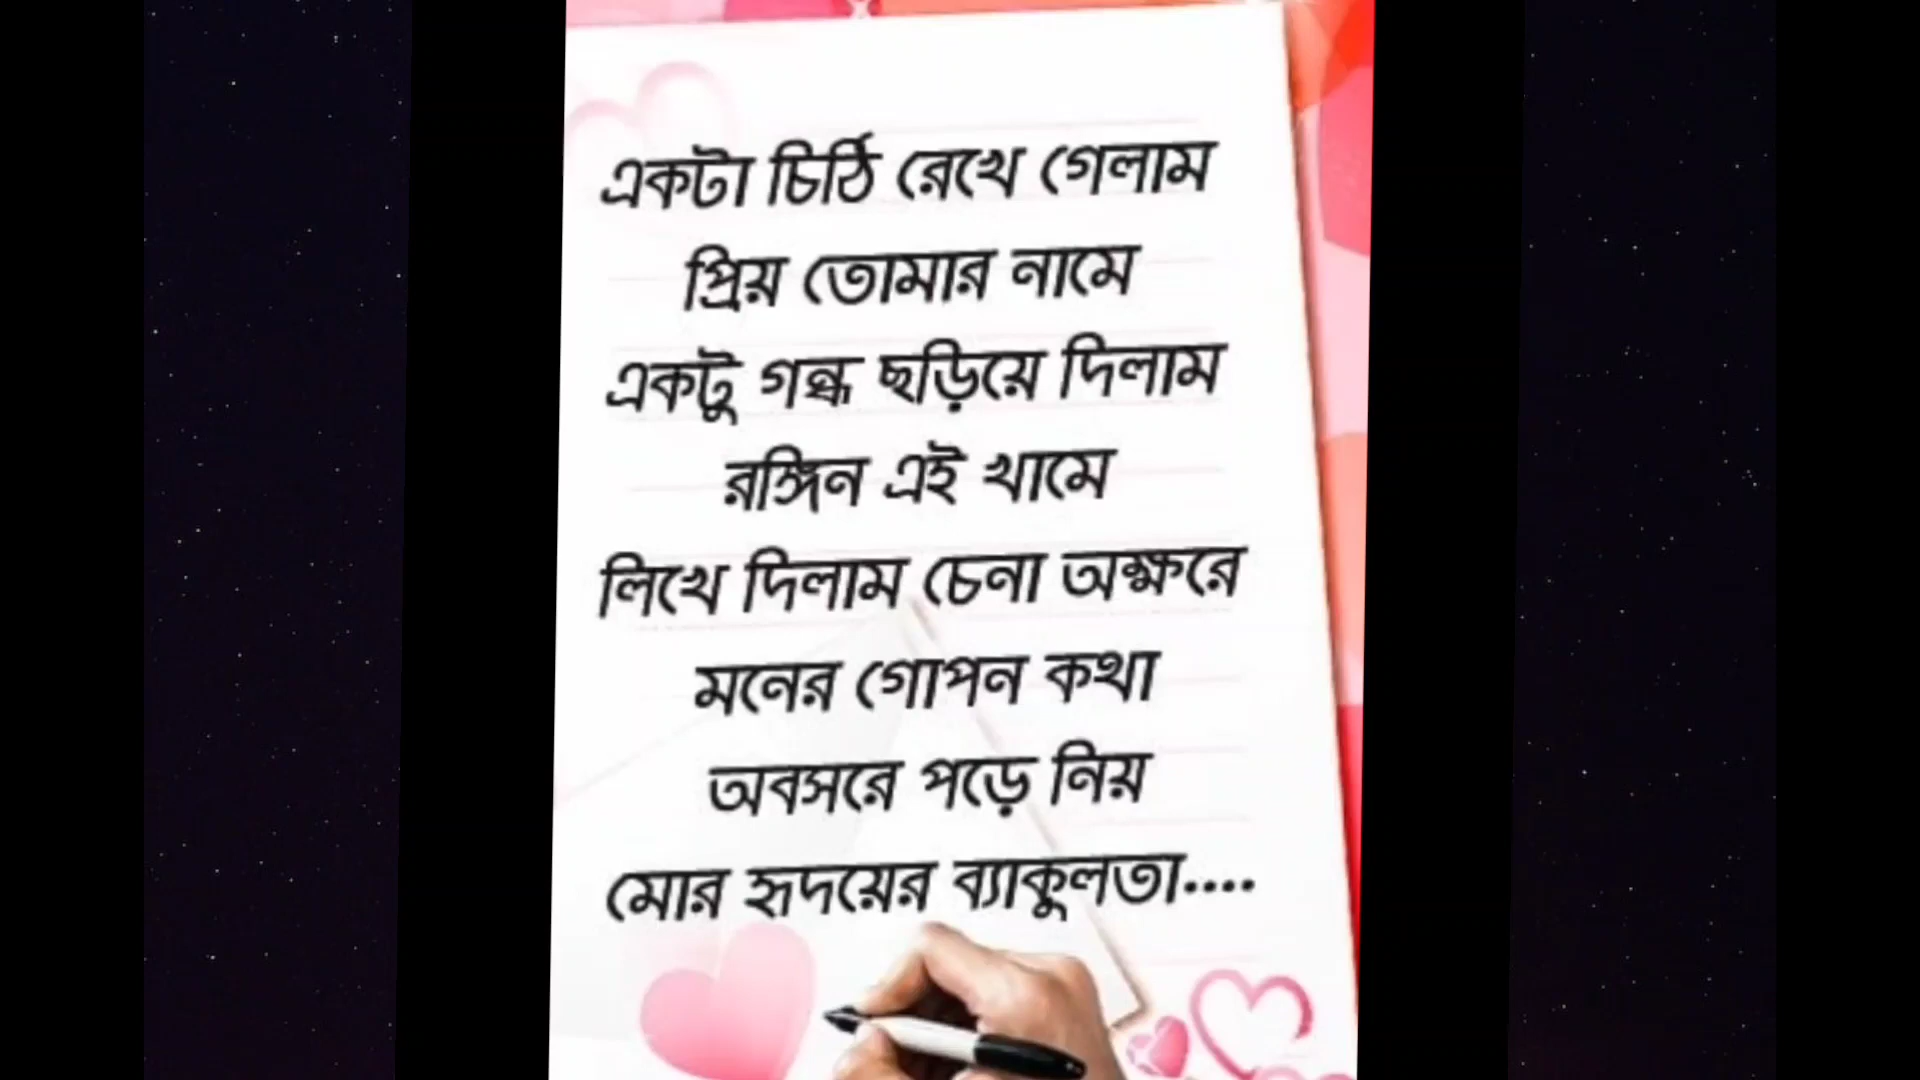 একটা চিঠি রেখে গেলাম
প্রিয় তোমার নামে
একটু গন্ধ ছড়িয়ে দিলাম
রঙ্গিন এই খামে
লিখে দিলাম চেনা অক্ষরে
মনের গোপন কথা
অবসরে পড়ে নিয়
মোর হৃদয়ের ব্যাকুলতা....